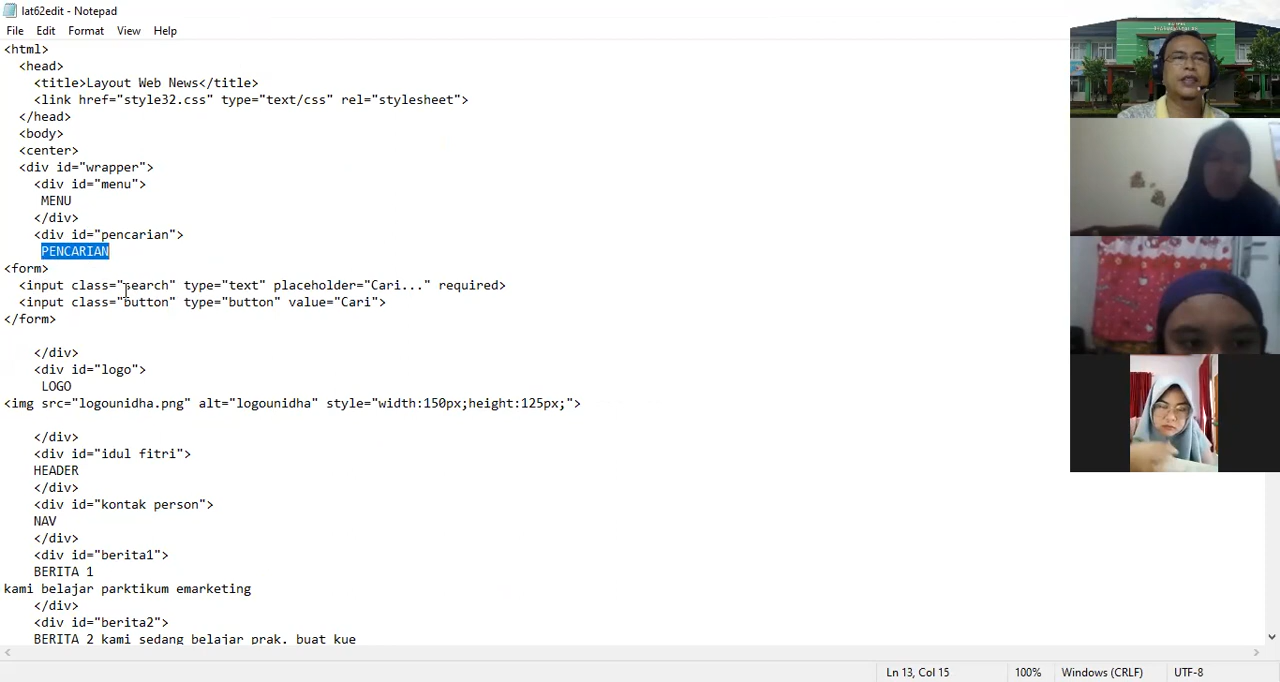 lat62edit - Notepad
File Edit Format View Help
<html>
<head>
<title>Layout Web News</title>
<link href="style32.css" type="text/css" rel="stylesheet">
</head>
<body>
<center>
<div id="wrapper">
<div id="menu">
MENU
</div>
<div id="pencarian">
PENCARIAN
<form>
<input class="search" type="text" placeholder="Cari..." required>
<input class="button" type="button" value="Cari">
</form>
</div>
<div id="logo">
LOGO
<img src="logounidha.png" alt="logounidha" style="width:150px;height:125px;">
</div>
<div id="idul fitri">
HEADER
</div>
<div id="kontak person">
NAV
</div>
<div id="berita1">
BERITA 1
kami belajar parktikum emarketing
</div>
<div id="berita2">
BERITA 2 kami sedang belajar prak. buat kue
Ln 13, Col 15 100% Windows (CRLF) UTF-8